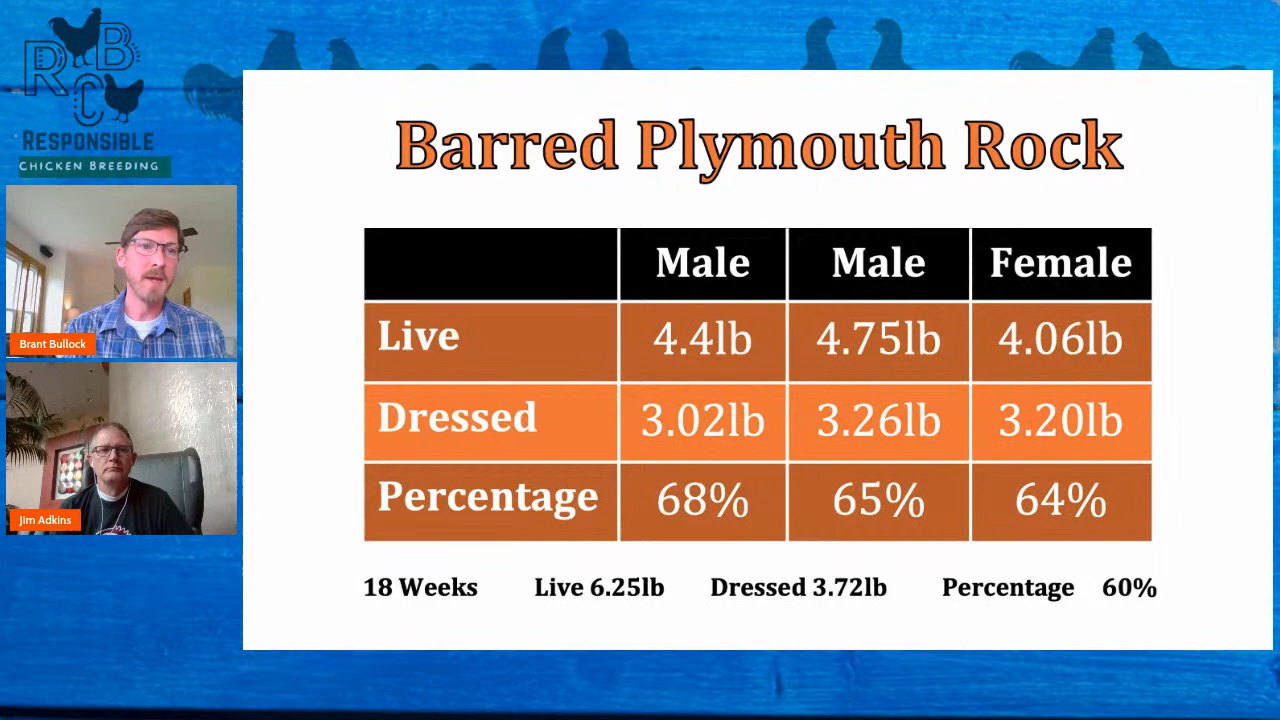 R B
C
RESPONSIBLE
CHICKEN BREEDING
Brant Bullock
Jim Adkins
Barred Plymouth Rock
Male Male Female
Live 4.4lb 4.75lb 4.06lb
Dressed 3.02lb 3.26lb 3.20lb
Percentage 68% 65% 64%
18 Weeks Live 6.25lb Dressed 3.72lb Percentage 60%